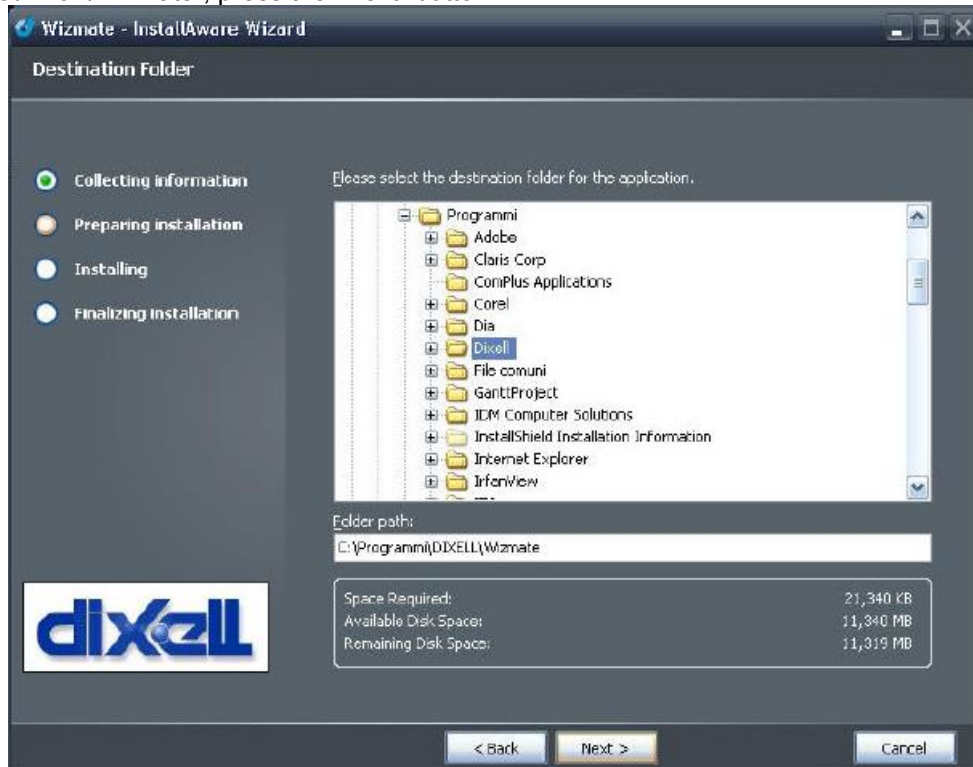 Wizmate - InstallAware Wizard
Destination Folder
Collecting information
Preparing installation
Installing
Finalizing installation
Please select the destination folder for the application.
Programmi
Adobe
Claris Corp
ComPlus Applications
Corel
Dia
Dixell
File comuni
GanttProject
IDM Computer Solutions
InstallShield Installation Information
Internet Explorer
IrfanView
Folder path:
C:\Programmi\DIXELL\Wizmate
Space Required: 21,340 KB
Available Disk Space: 11,340 MB
Remaining Disk Space: 11,319 MB
dixell
< Back
Next >
Cancel